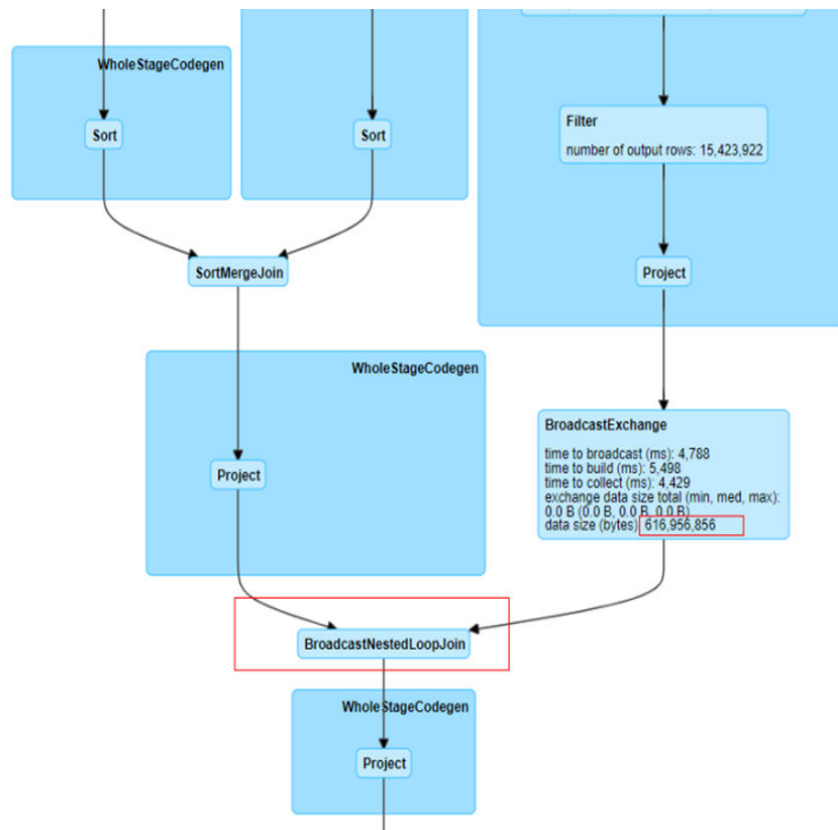 WholeStageCodegen
Sort
Sort
Filter
number of output rows: 15,423,922
SortMergeJoin
Project
WholeStageCodegen
BroadcastExchange
time to broadcast (ms): 4,788
time to build (ms): 5,498
time to collect (ms): 4,429
exchange data size total (min, med, max):
0.0 B (0.0 B, 0.0 B, 0.0 B)
data size (bytes) 616,956,856
Project
BroadcastNestedLoopJoin
WholeStageCodegen
Project